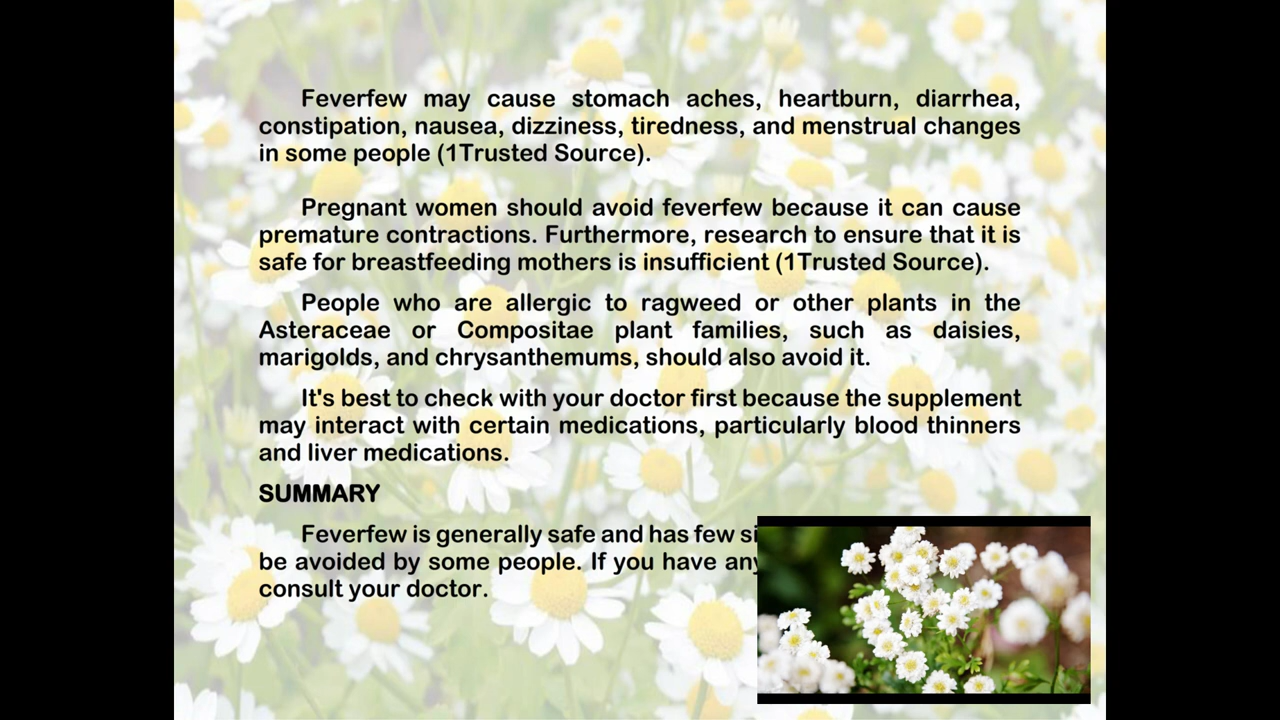 Feverfew may cause stomach aches, heartburn, diarrhea,
constipation, nausea, dizziness, tiredness, and menstrual changes
in some people (1Trusted Source).
Pregnant women should avoid feverfew because it can cause
premature contractions. Furthermore, research to ensure that it is
safe for breastfeeding mothers is insufficient (1Trusted Source).
People who are allergic to ragweed or other plants in the
Asteraceae or Compositae plant families, such as daisies,
marigolds, and chrysanthemums, should also avoid it.
It's best to check with your doctor first because the supplement
may interact with certain medications, particularly blood thinners
and liver medications.
SUMMARY
Feverfew is generally safe and has few
be avoided by some people. If you have any
consult your doctor.